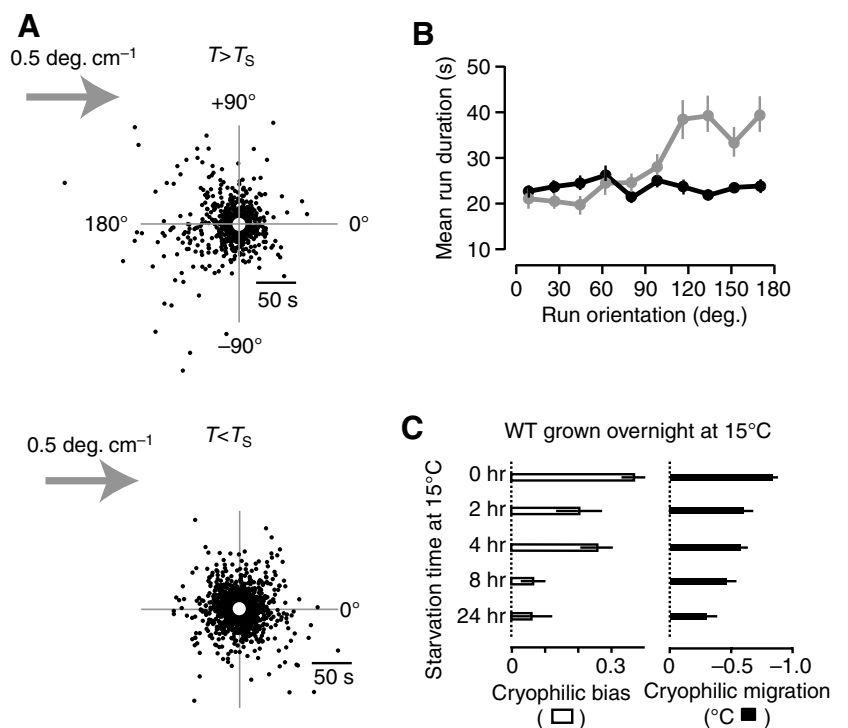 A
0.5 deg. cm–1
T>TS
+90°
180°
0°
50 s
–90°
0.5 deg. cm–1
T<TS
0°
50 s
B
Mean run duration (s)
50
40
30
20
10
0 30 60 90 120 150 180
Run orientation (deg.)
C
WT grown overnight at 15°C
Starvation time at 15°C
0 hr
2 hr
4 hr
8 hr
24 hr
0 0.3
Cryophilic bias
( )
0 –0.5 –1.0
Cryophilic migration
(°C )